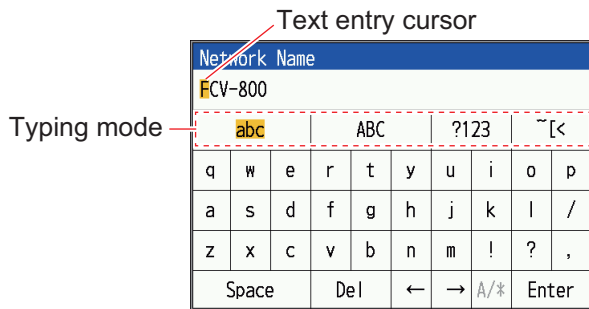 Text entry cursor
Network Name
FCV-800
Typing mode
abc ABC ?123 ~[<
q w e r t y u i o p
a s d f g h j k l /
z x c v b n m ! ? ,
Space Del ← → A/* Enter